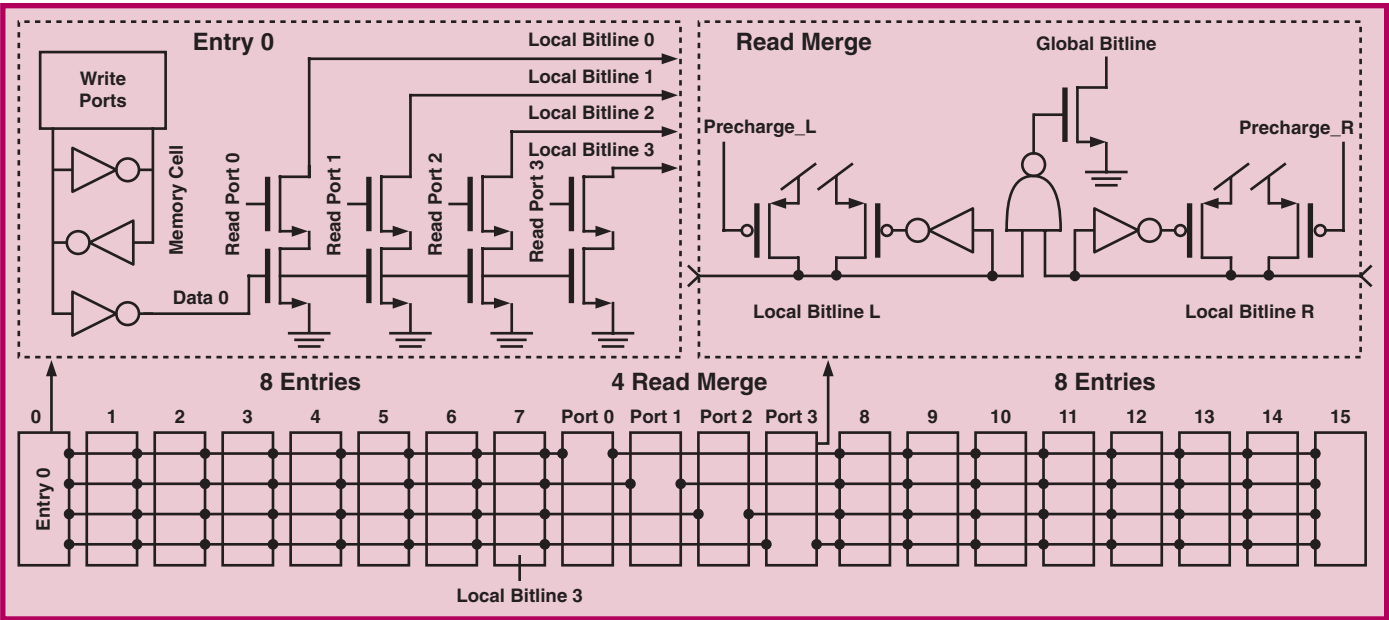 Entry 0
Write
Ports
Memory Cell
Data 0
Read Port 0
Read Port 1
Read Port 2
Read Port 3
Local Bitline 0
Local Bitline 1
Local Bitline 2
Local Bitline 3
Read Merge
Global Bitline
Precharge_L
Precharge_R
Local Bitline L
Local Bitline R
8 Entries
4 Read Merge
8 Entries
0 1 2 3 4 5 6 7 Port 0 Port 1 Port 2 Port 3 8 9 10 11 12 13 14 15
Entry 0
Local Bitline 3